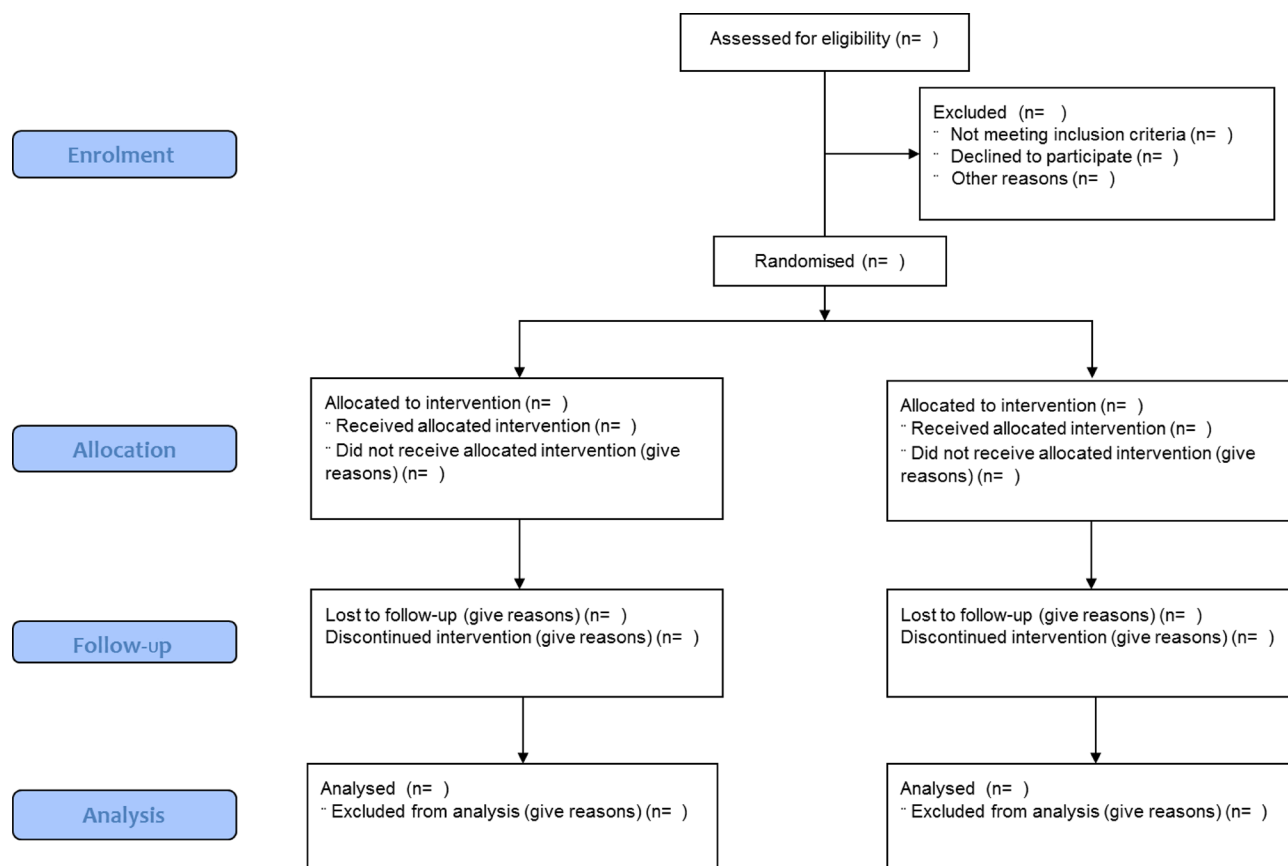 Assessed for eligibility (n=  )
Enrolment
Excluded  (n=   )
¨  Not meeting inclusion criteria (n=  )
¨  Declined to participate (n=  )
¨  Other reasons (n=  )
Randomised (n=  )
Allocation
Allocated to intervention (n=  )
¨ Received allocated intervention (n=  )
¨ Did not receive allocated intervention (give
reasons) (n=  )
Allocated to intervention (n=  )
¨ Received allocated intervention (n=  )
¨ Did not receive allocated intervention (give
reasons) (n=  )
Follow-up
Lost to follow-up (give reasons) (n=  )
Discontinued intervention (give reasons) (n=  )
Lost to follow-up (give reasons) (n=  )
Discontinued intervention (give reasons) (n=  )
Analysis
Analysed  (n=  )
¨ Excluded from analysis (give reasons) (n=  )
Analysed  (n=  )
¨ Excluded from analysis (give reasons) (n=  )